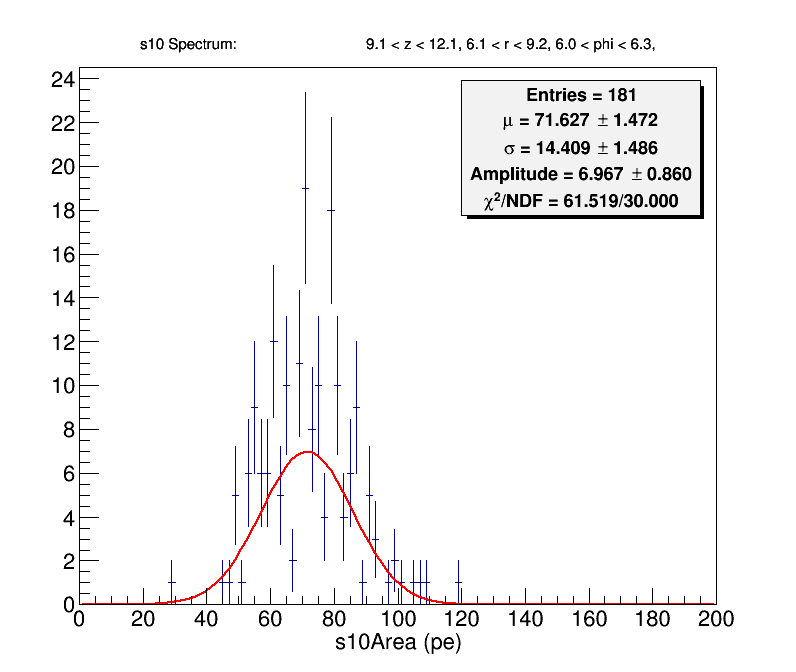 s10 Spectrum: 9.1 < z < 12.1, 6.1 < r < 9.2, 6.0 < phi < 6.3,
Entries = 181
μ = 71.627 ± 1.472
σ = 14.409 ± 1.486
Amplitude = 6.967 ± 0.860
χ²/NDF = 61.519/30.000
24
22
20
18
16
14
12
10
8
6
4
2
0
0 20 40 60 80 100 120 140 160 180 200
s10Area (pe)